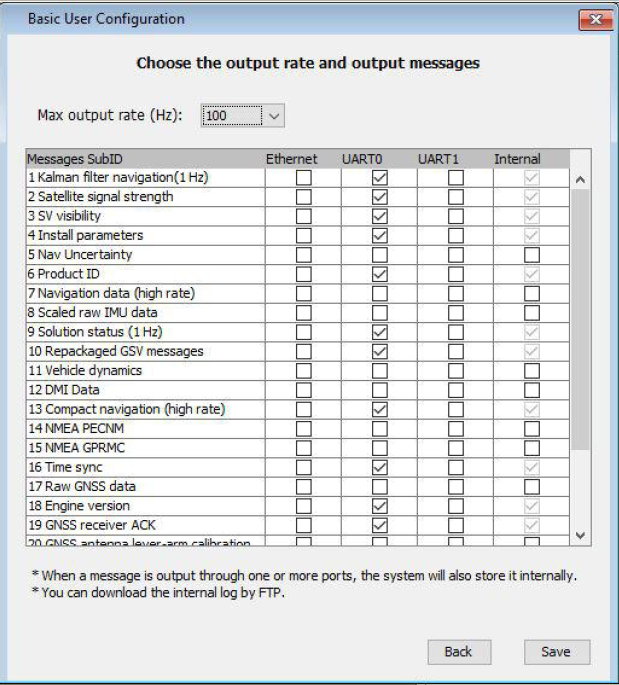 Basic User Configuration
Choose the output rate and output messages
Max output rate (Hz): 100
Messages SubID Ethernet UART0 UART1 Internal
1 Kalman filter navigation(1 Hz)
2 Satellite signal strength
3 SV visibility
4 Install parameters
5 Nav Uncertainty
6 Product ID
7 Navigation data (high rate)
8 Scaled raw IMU data
9 Solution status (1 Hz)
10 Repackaged GSV messages
11 Vehicle dynamics
12 DMI Data
13 Compact navigation (high rate)
14 NMEA PECNM
15 NMEA GPRMC
16 Time sync
17 Raw GNSS data
18 Engine version
19 GNSS receiver ACK
20 GNSS antenna lever-arm calibration
* When a message is output through one or more ports, the system will also store it internally.
* You can download the internal log by FTP.
Back Save